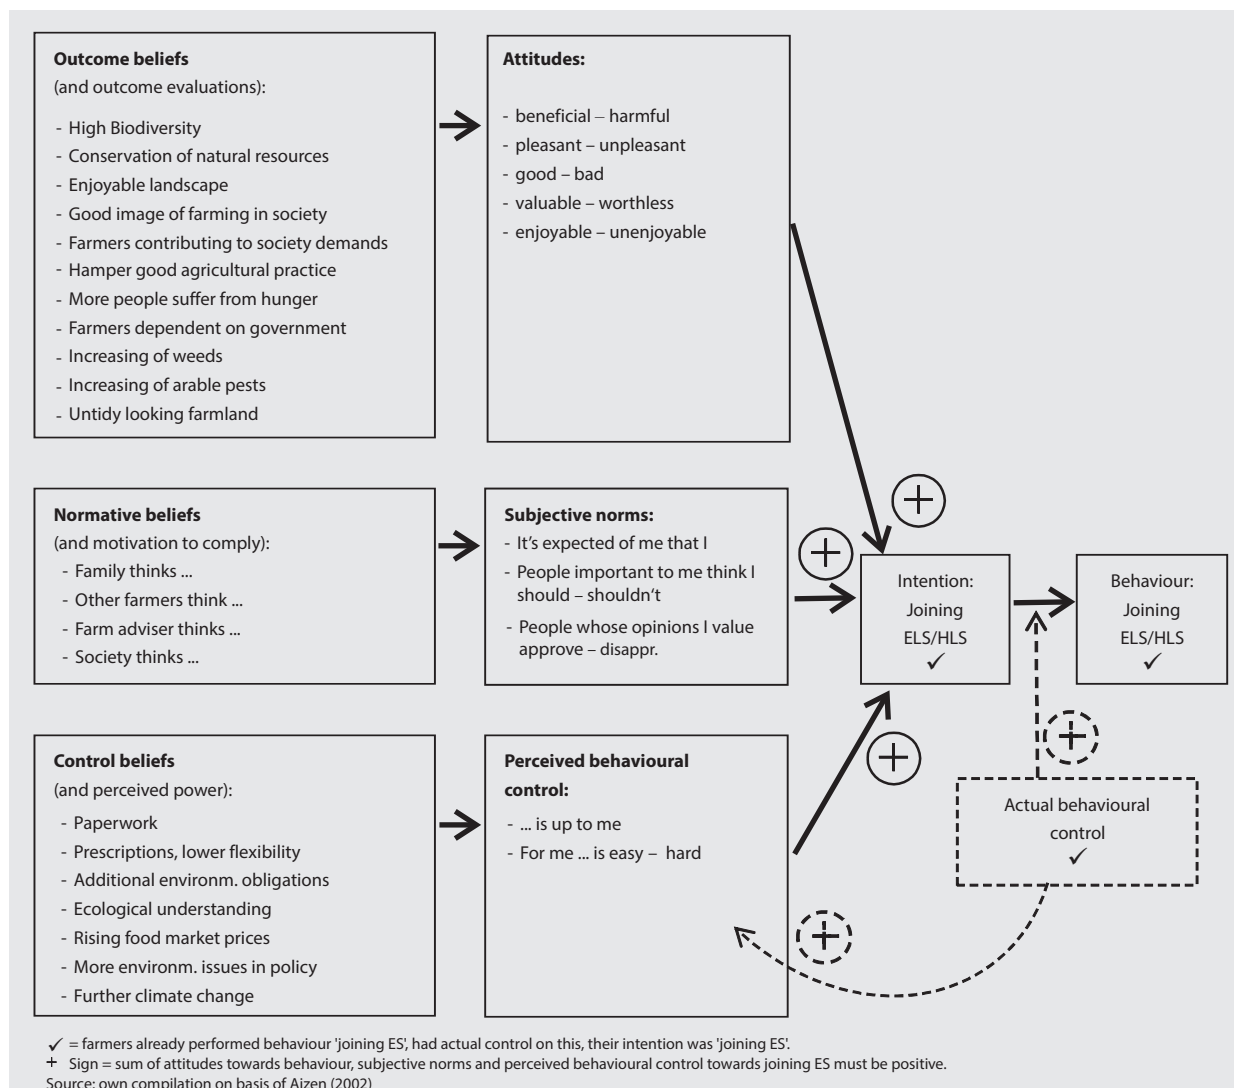 Outcome beliefs
(and outcome evaluations):
- High Biodiversity
- Conservation of natural resources
- Enjoyable landscape
- Good image of farming in society
- Farmers contributing to society demands
- Hamper good agricultural practice
- More people suffer from hunger
- Farmers dependent on government
- Increasing of weeds
- Increasing of arable pests
- Untidy looking farmland
Attitudes:
- beneficial – harmful
- pleasant – unpleasant
- good – bad
- valuable – worthless
- enjoyable – unenjoyable
Normative beliefs
(and motivation to comply):
- Family thinks ...
- Other farmers think ...
- Farm adviser thinks ...
- Society thinks ...
Subjective norms:
- It's expected of me that I
- People important to me think I
should – shouldn't
- People whose opinions I value
approve – disappr.
+
+
Intention:
Joining
ELS/HLS
✓
Behaviour:
Joining
ELS/HLS
✓
Control beliefs
(and perceived power):
- Paperwork
- Prescriptions, lower flexibility
- Additional environm. obligations
- Ecological understanding
- Rising food market prices
- More environm. issues in policy
- Further climate change
Perceived behavioural
control:
- ... is up to me
- For me ... is easy – hard
+
+
Actual behavioural
control
✓
+
✓ = farmers already performed behaviour 'joining ES', had actual control on this, their intention was 'joining ES'.
+ Sign = sum of attitudes towards behaviour, subjective norms and perceived behavioural control towards joining ES must be positive.
Source: own compilation on basis of Ajzen (2002)